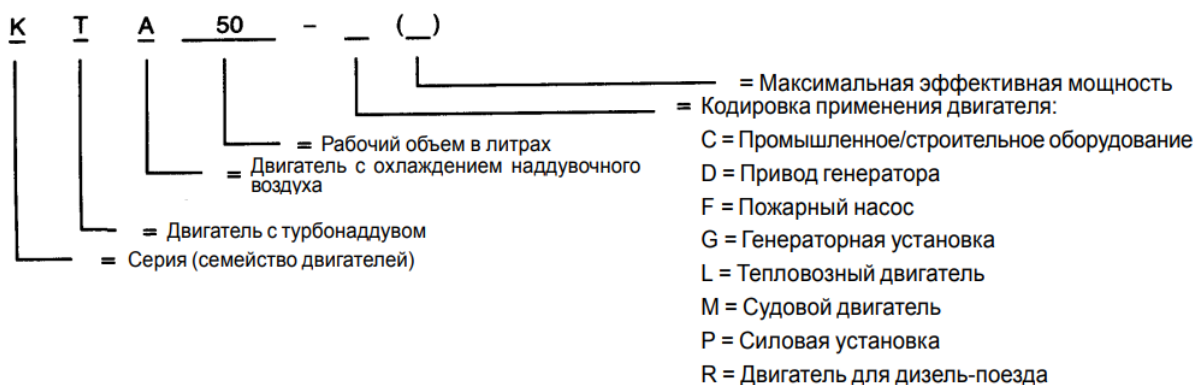 K T A 50 - _ (_)
= Максимальная эффективная мощность
= Кодировка применения двигателя:
C = Промышленное/строительное оборудование
= Рабочий объем в литрах
= Двигатель с охлаждением наддувочного
воздуха
D = Привод генератора
F = Пожарный насос
= Двигатель с турбонаддувом
G = Генераторная установка
= Серия (семейство двигателей)
L = Тепловозный двигатель
M = Судовой двигатель
P = Силовая установка
R = Двигатель для дизель-поезда